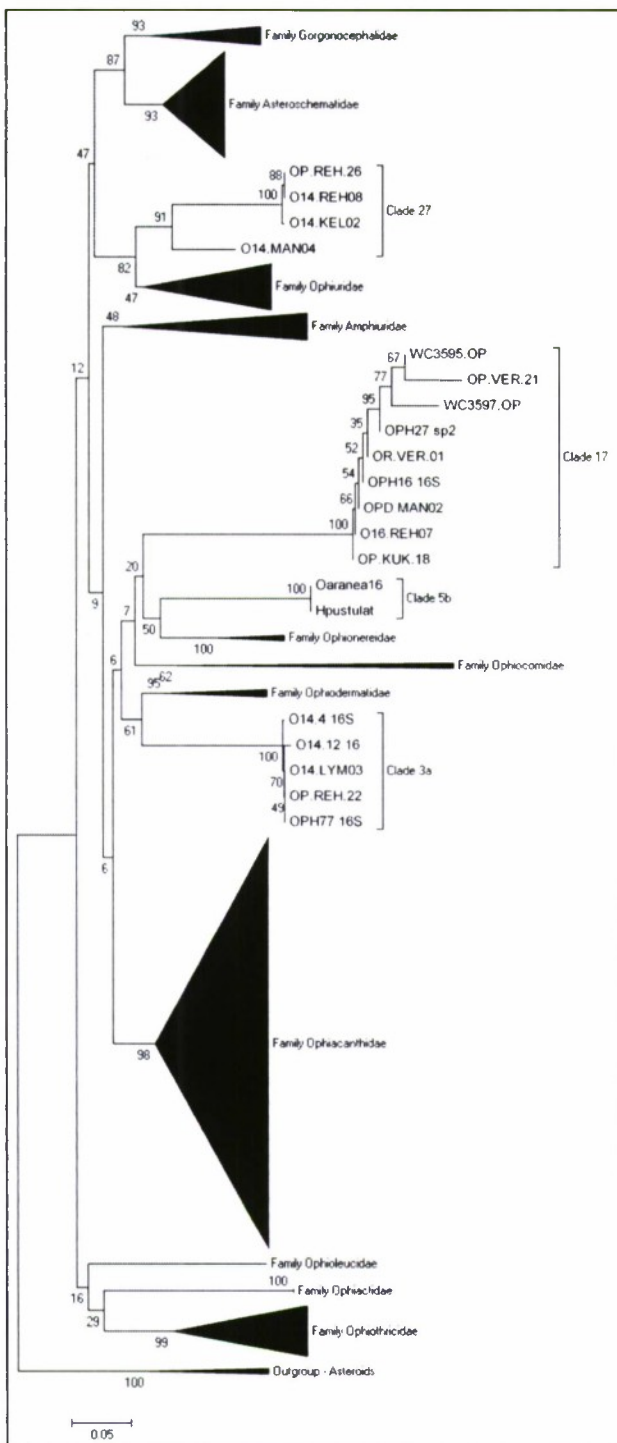 93
Family Gorgonocephalidae
87
Family Asteroschematidae
93
47
88
OP.REH.26
100
O14.REH08
Clade 27
O14.KEL02
91
O14.MAN04
82
Family Ophiuridae
47
48
Family Amphiuridae
12
67
WC3595.OP
77
OP.VER.21
95
WC3597.OP
35
OPH27 sp2
52
OR.VER.01
Clade 17
54
OPH16 16S
66
OPD MAN02
100
O16.REH07
OP.KUK.18
20
100
Oaranea16
Clade 5b
9
Hpustulat
7
50
100
Family Ophionereidae
6
Family Ophiocomidae
95
62
Family Ophiodermatidae
61
O14.4 16S
O14.12 16
100
O14.LYM03
Clade 3a
70
OP.REH.22
49
OPH77 16S
6
Family Ophiacanthidae
98
Family Ophioleucidae
16
100
Family Ophiactidae
29
Family Ophiothricidae
99
Outgroup - Asteroids
100
0.05